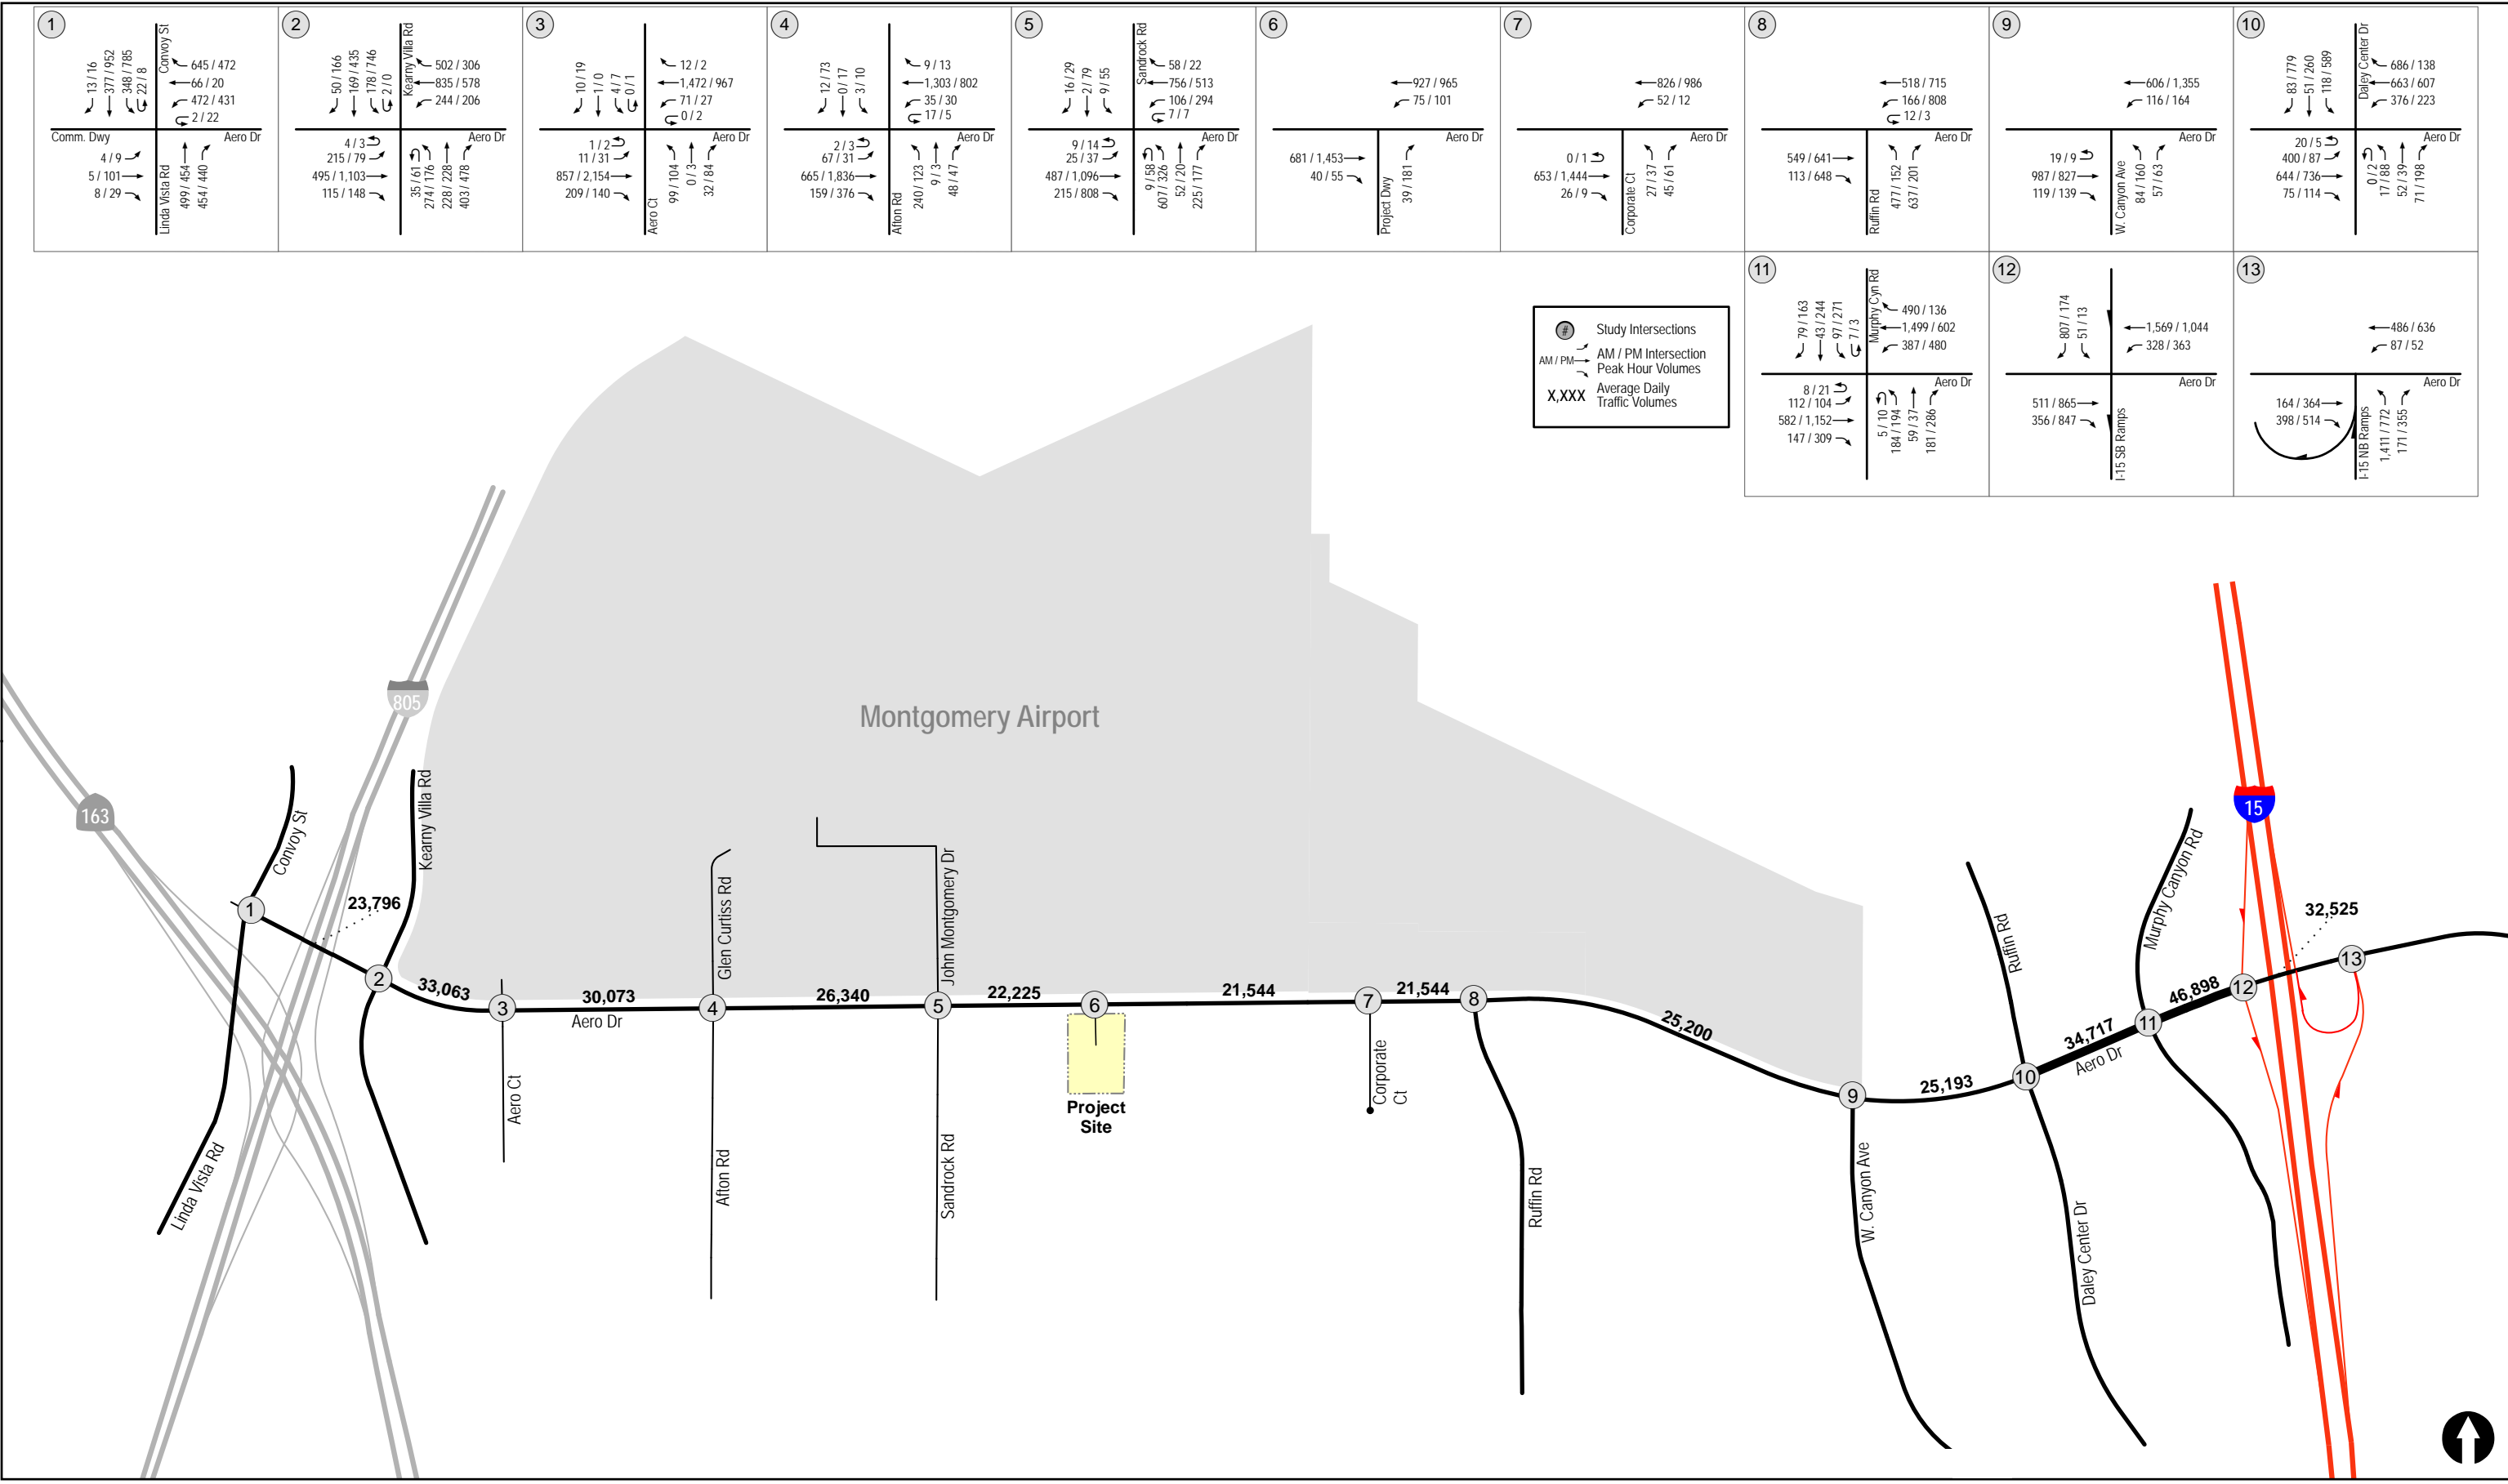 1
13 / 16
377 / 952
348 / 785
22 / 8
Convoy St
645 / 472
66 / 20
472 / 431
2 / 22
Comm. Dwy
Aero Dr
4 / 9
5 / 101
8 / 29
Linda Vista Rd
499 / 454
454 / 440
2
50 / 166
169 / 435
178 / 746
2 / 0
Kearny Villa Rd
502 / 306
835 / 578
244 / 206
Aero Dr
4 / 3
215 / 79
495 / 1,103
115 / 148
35 / 61
274 / 176
228 / 228
403 / 478
3
10 / 19
1 / 0
4 / 7
0 / 1
12 / 2
1,472 / 967
71 / 27
0 / 2
Aero Dr
1 / 2
11 / 31
857 / 2,154
209 / 140
Aero Ct
99 / 104
0 / 3
32 / 84
4
12 / 73
0 / 17
3 / 10
9 / 13
1,303 / 802
35 / 30
17 / 5
Aero Dr
2 / 3
67 / 31
665 / 1,836
159 / 376
Afton Rd
240 / 123
9 / 3
48 / 47
5
16 / 29
2 / 79
9 / 55
Sandrock Rd
58 / 22
756 / 513
106 / 294
7 / 7
Aero Dr
9 / 14
25 / 37
487 / 1,096
215 / 808
9 / 58
607 / 326
52 / 20
225 / 177
6
927 / 965
75 / 101
Aero Dr
681 / 1,453
40 / 55
Project Dwy
39 / 181
7
826 / 986
52 / 12
Aero Dr
0 / 1
653 / 1,444
26 / 9
Corporate Ct
27 / 37
45 / 61
8
518 / 715
166 / 808
12 / 3
Aero Dr
549 / 641
113 / 648
Ruffin Rd
477 / 152
637 / 201
9
606 / 1,355
116 / 164
Aero Dr
19 / 9
987 / 827
119 / 139
W. Canyon Ave
84 / 160
57 / 63
10
83 / 779
51 / 260
118 / 589
Daley Center Dr
686 / 138
663 / 607
376 / 223
Aero Dr
20 / 5
400 / 87
644 / 736
75 / 114
0 / 2
17 / 88
52 / 39
71 / 198
11
79 / 163
43 / 244
97 / 271
7 / 3
Murphy Cyn Rd
490 / 136
1,499 / 602
387 / 480
Aero Dr
8 / 21
112 / 104
582 / 1,152
147 / 309
5 / 10
184 / 194
59 / 37
181 / 286
12
807 / 174
51 / 13
1,569 / 1,044
328 / 363
Aero Dr
511 / 865
356 / 847
I-15 SB Ramps
13
486 / 636
87 / 52
Aero Dr
164 / 364
398 / 514
I-15 NB Ramps
1,411 / 772
171 / 355
# Study Intersections
AM / PM AM / PM Intersection
Peak Hour Volumes
X,XXX Average Daily
Traffic Volumes
Montgomery Airport
805
163
15
Convoy St
Kearny Villa Rd
Linda Vista Rd
1
23,796
2
33,063
3
30,073
Aero Dr
4
26,340
5
22,225
6
21,544
7
21,544
8
25,200
9
25,193
10
34,717
Aero Dr
11
46,898
12
32,525
13
Glen Curtiss Rd
John Montgomery Dr
Aero Ct
Afton Rd
Sandrock Rd
Project
Site
Corporate
Ct
Ruffin Rd
W. Canyon Ave
Ruffin Rd
Daley Center Dr
Murphy Canyon Rd